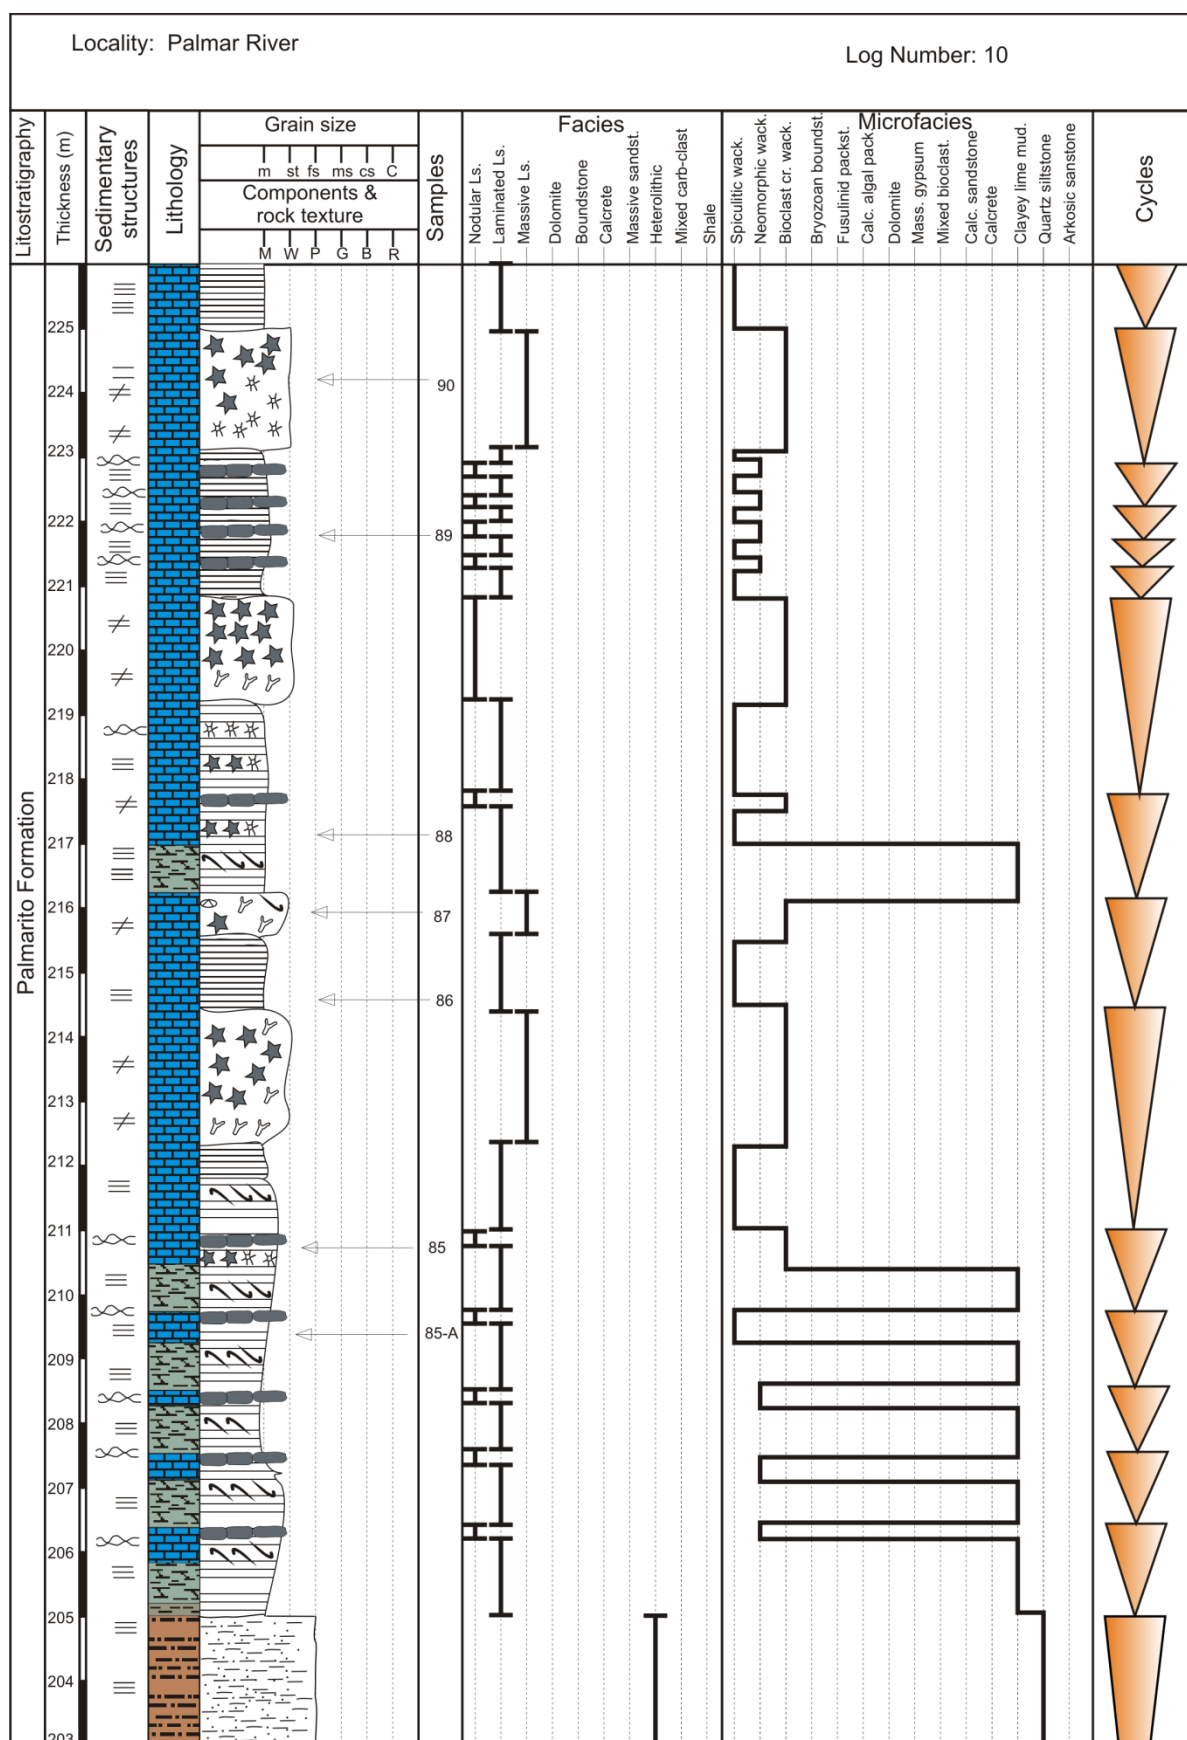 Locality: Palmar River
Log Number: 10
Litostratigraphy
Thickness (m)
Sedimentary
structures
Lithology
Grain size
m st fs ms cs C
Components &
rock texture
M W P G B R
Samples
Facies
Nodular Ls.
Laminated Ls.
Massive Ls.
Dolomite
Boundstone
Calcrete
Massive sandst.
Heterolithic
Mixed carb-clast
Shale
Microfacies
Spiculitic wack.
Neomorphic wack.
Bioclast cr. wack.
Bryozoan boundst.
Fusulinid packst.
Calc. algal pack.
Dolomite
Mass. gypsum
Mixed bioclast.
Calc. sandstone
Calcrete
Clayey lime mud.
Quartz siltstone
Arkosic sanstone
Cycles
Palmarito Formation
225
224
223
222
221
220
219
218
217
216
215
214
213
212
211
210
209
208
207
206
205
204
203
90
89
88
87
86
85
85-A